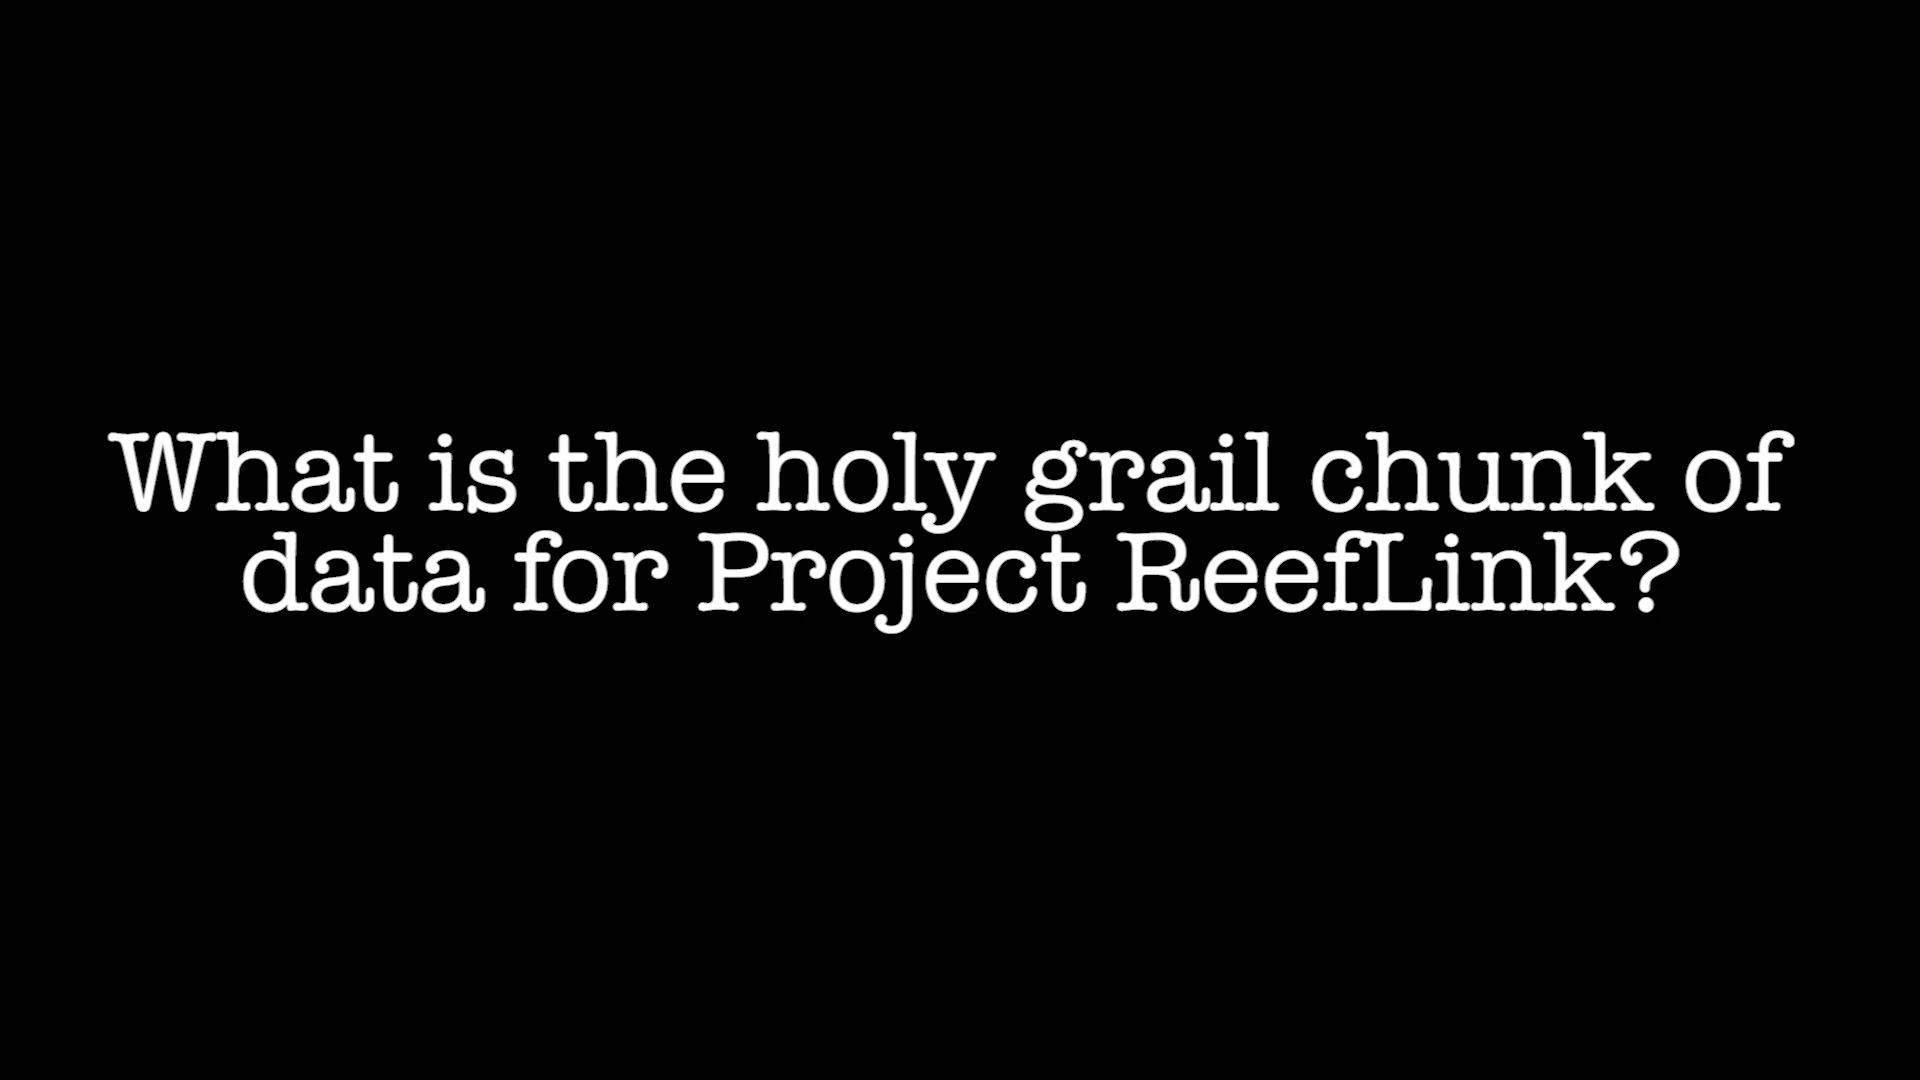 What is the holy grail chunk of
data for Project ReefLink?